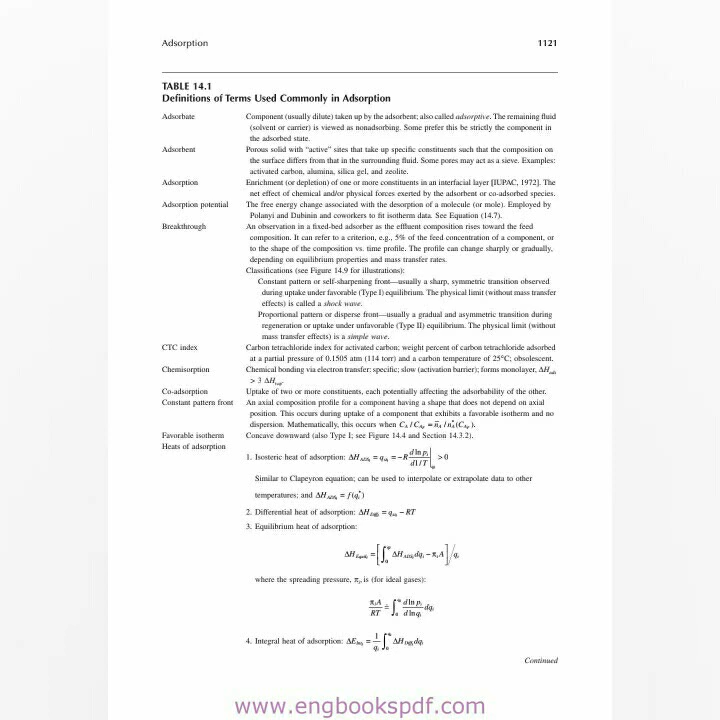 Adsorption 1121
TABLE 14.1
Definitions of Terms Used Commonly in Adsorption
Adsorbate Component (usually dilute) taken up by the adsorbent; also called adsorptive. The remaining fluid
(solvent or carrier) is viewed as nonadsorbing. Some prefer this be strictly the component in
the adsorbed state.
Adsorbent Porous solid with “active” sites that take up specific constituents such that the composition on
the surface differs from that in the surrounding fluid. Some pores may act as a sieve. Examples:
activated carbon, alumina, silica gel, and zeolite.
Adsorption Enrichment (or depletion) of one or more constituents in an interfacial layer [IUPAC, 1972]. The
net effect of chemical and/or physical forces exerted by the adsorbent or co-adsorbed species.
Adsorption potential The free energy change associated with the desorption of a molecule (or mole). Employed by
Polanyi and Dubinin and coworkers to fit isotherm data. See Equation (14.7).
Breakthrough An observation in a fixed-bed adsorber as the effluent composition rises toward the feed
composition. It can refer to a criterion, e.g., 5% of the feed concentration of a component, or
to the shape of the composition vs. time profile. The profile can change sharply or gradually,
depending on equilibrium properties and mass transfer rates.
Classifications (see Figure 14.9 for illustrations):
Constant pattern or self-sharpening front—usually a sharp, symmetric transition observed
during uptake under favorable (Type I) equilibrium. The physical limit (without mass transfer
effects) is called a shock wave.
Proportional pattern or disperse front—usually a gradual and asymmetric transition during
regeneration or uptake under unfavorable (Type II) equilibrium. The physical limit (without
mass transfer effects) is a simple wave.
CTC index Carbon tetrachloride index for activated carbon; weight percent of carbon tetrachloride adsorbed
at a partial pressure of 0.1505 atm (114 torr) and a carbon temperature of 25°C; obsolescent.
Chemisorption Chemical bonding via electron transfer; specific; slow (activation barrier); forms monolayer, ΔH_ads
> 3 ΔH_vap.
Co-adsorption Uptake of two or more constituents, each potentially affecting the adsorbability of the other.
Constant pattern front An axial composition profile for a component having a shape that does not depend on axial
position. This occurs during uptake of a component that exhibits a favorable isotherm and no
dispersion. Mathematically, this occurs when C_A / C_A_F = n̄_A / n*_A(C_A_F).
Favorable isotherm Concave downward (also Type I; see Figure 14.4 and Section 14.3.2).
Heats of adsorption
1. Isosteric heat of adsorption: ΔH_ADS_i = q_st_i = −R d ln p_i / d1/T |_q_i > 0
Similar to Clapeyron equation; can be used to interpolate or extrapolate data to other
temperatures; and ΔH_ADS_i = f(q*_i)
2. Differential heat of adsorption: ΔH_Diff_i = q_st_i − RT
3. Equilibrium heat of adsorption:
ΔH_Equil_i = [∫_0^q_i ΔH_ADS_i dq_i − π_i A] / q_i
where the spreading pressure, π_i, is (for ideal gases):
π_i A / RT ≐ ∫_0^q_i d ln p_i / d ln q_i dq_i
4. Integral heat of adsorption: ΔE_Int_i = 1/q_i ∫_0^q_i ΔH_Diff_i dq_i
Continued
www.engbookspdf.com